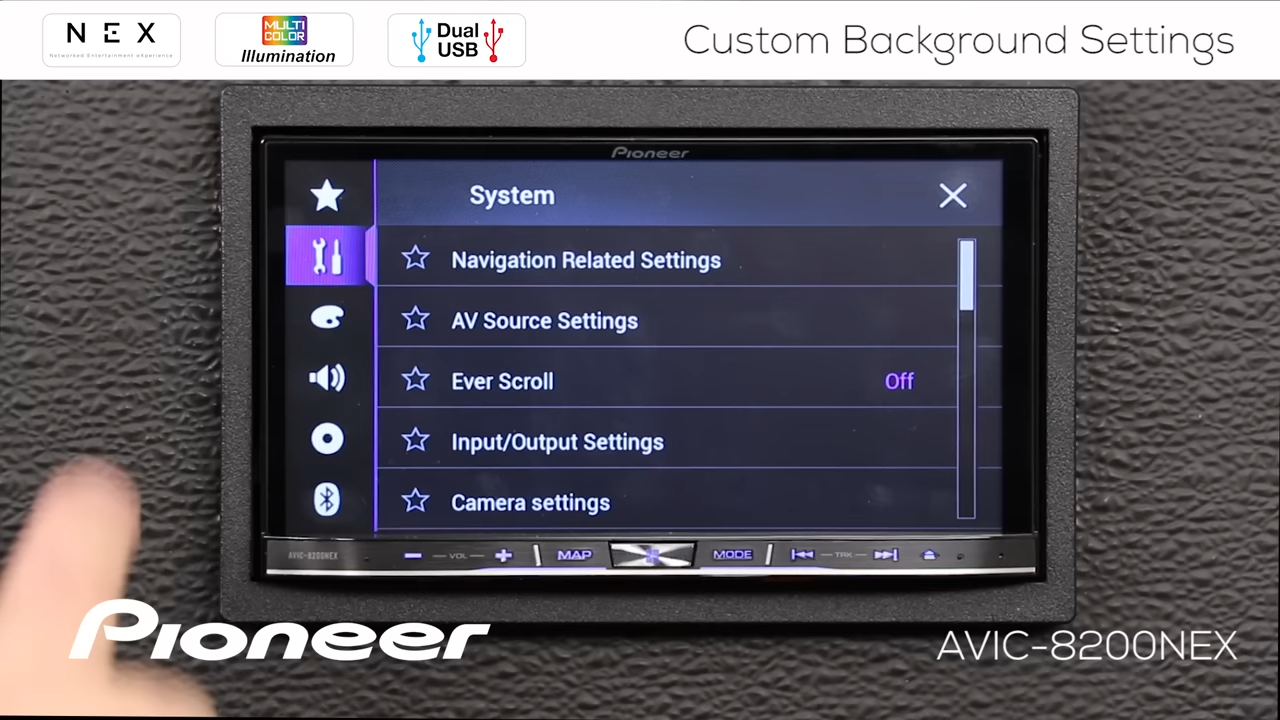 NEX
Networked Entertainment eXperience
MULTI
COLOR
Illumination
Dual
USB
Custom Background Settings
Pioneer
System
Navigation Related Settings
AV Source Settings
Ever Scroll
Off
Input/Output Settings
Camera settings
AVIC-8200NEX
VOL
MAP
MODE
TRK
Pioneer
AVIC-8200NEX